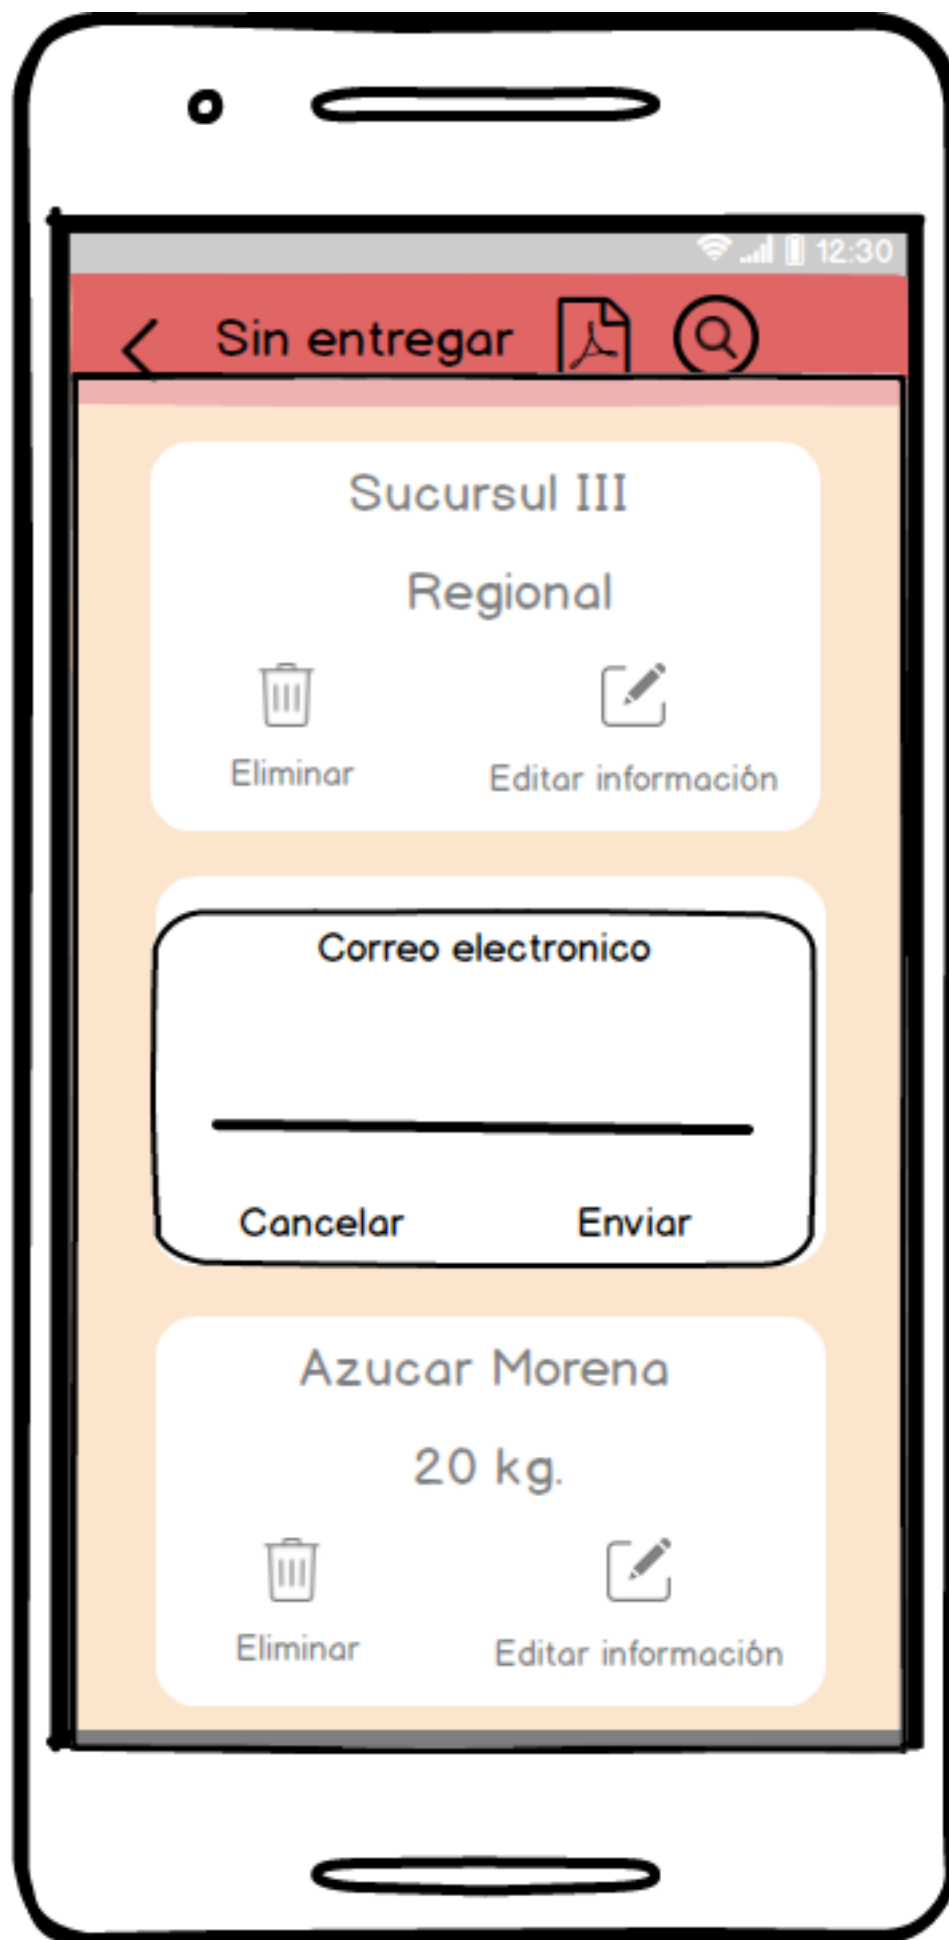 12:30
Sin entregar
Sucursul III
Regional
Eliminar Editar información
Correo electronico
Cancelar Enviar
Azucar Morena
20 kg.
Eliminar Editar información